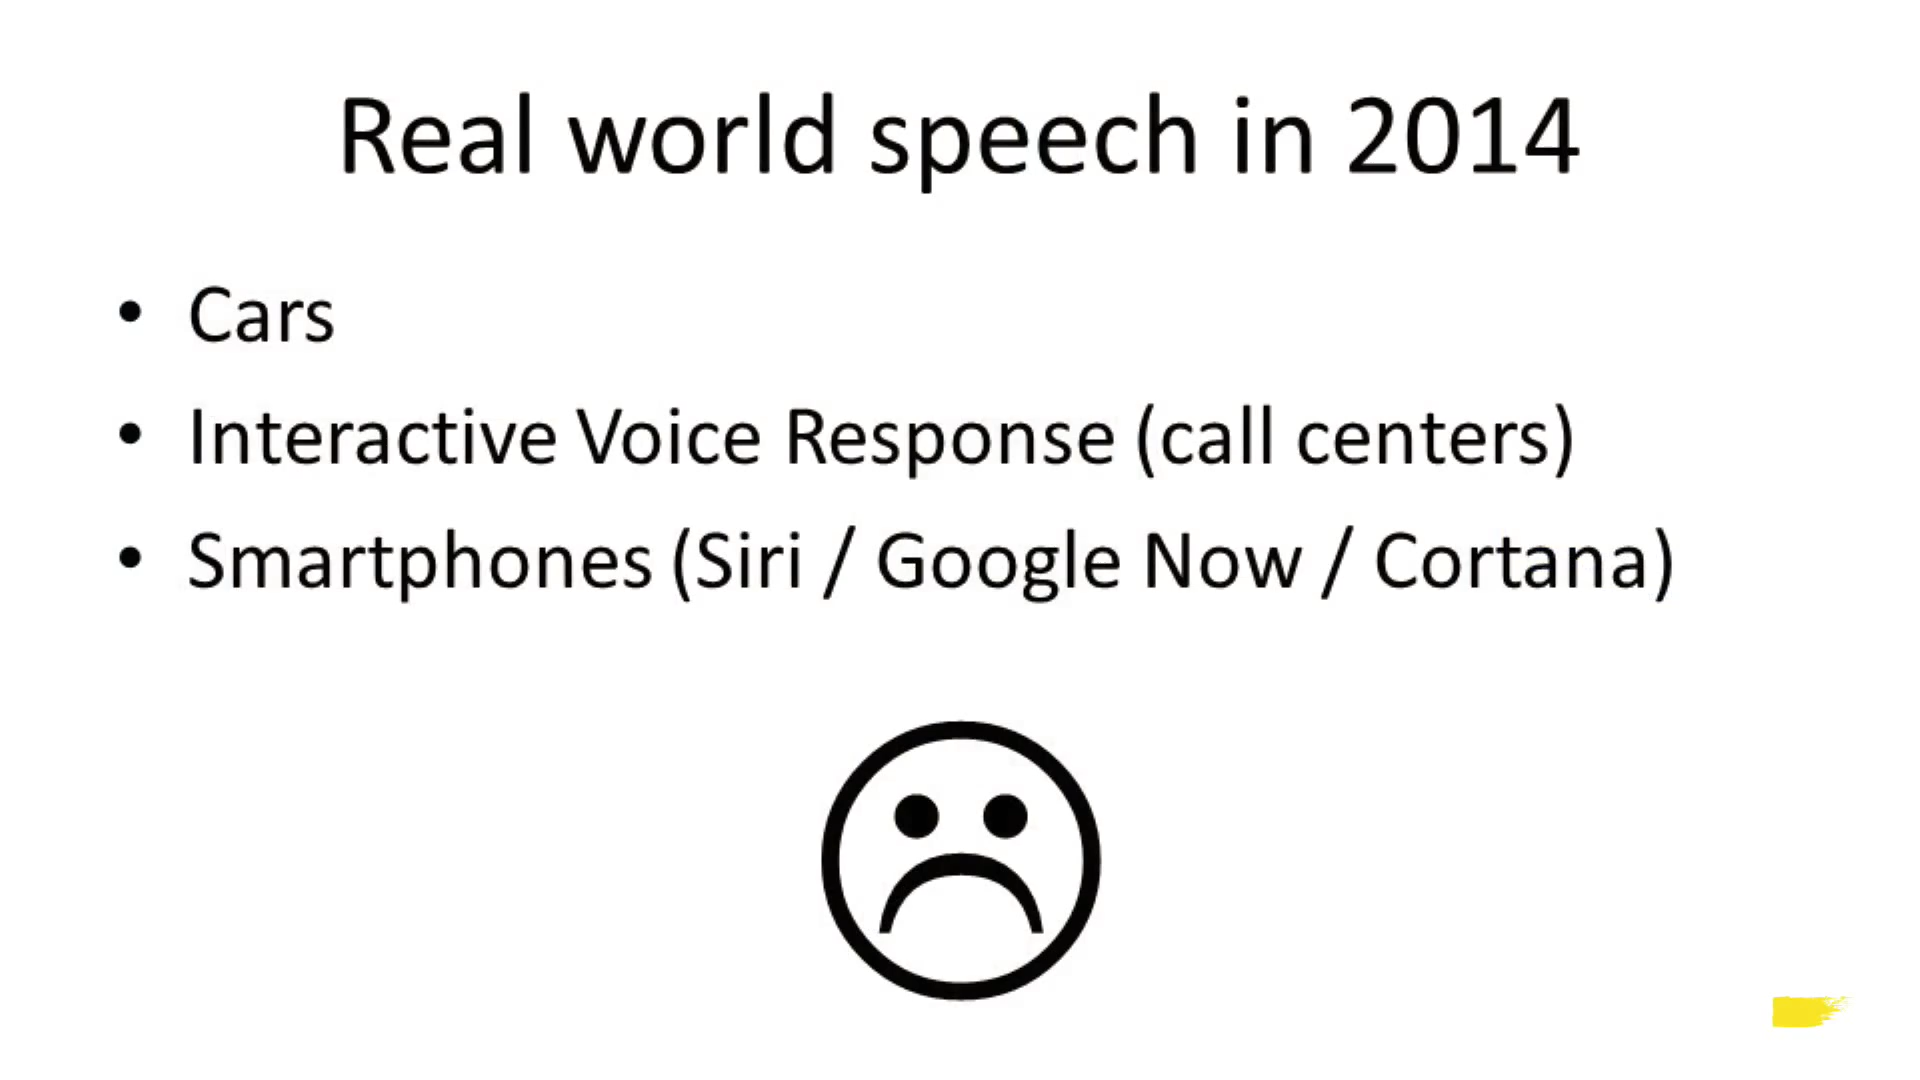 Real world speech in 2014
• Cars
• Interactive Voice Response (call centers)
• Smartphones (Siri / Google Now / Cortana)